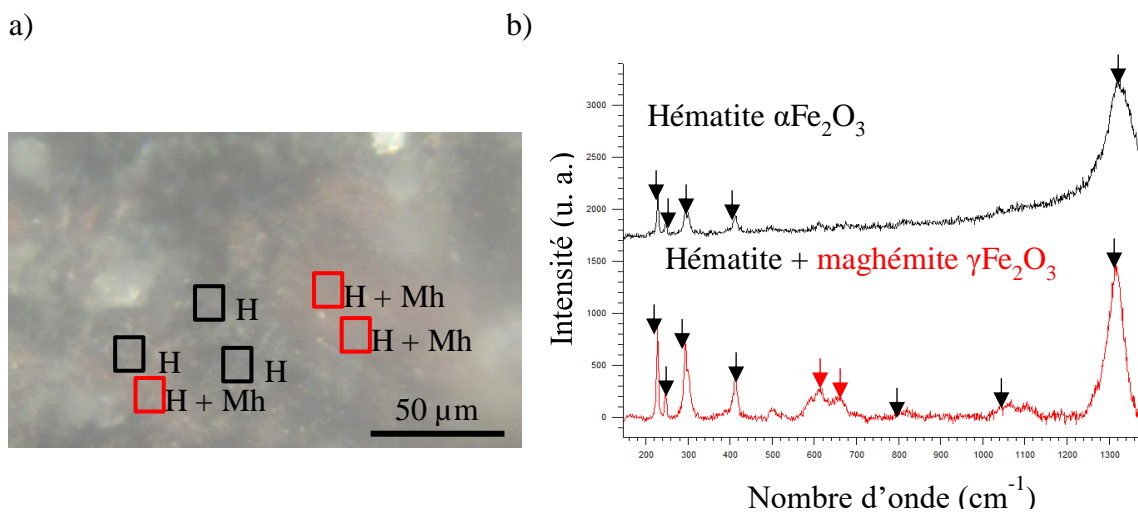 a)
b)
H
H + Mh
H + Mh
H
H
H + Mh
50 µm
Intensité (u. a.)
3000
2500
2000
1500
1000
500
0
Hématite αFe₂O₃
Hématite + maghémite γFe₂O₃
200 300 400 500 600 700 800 900 1000 1100 1200 1300
Nombre d’onde (cm⁻¹)